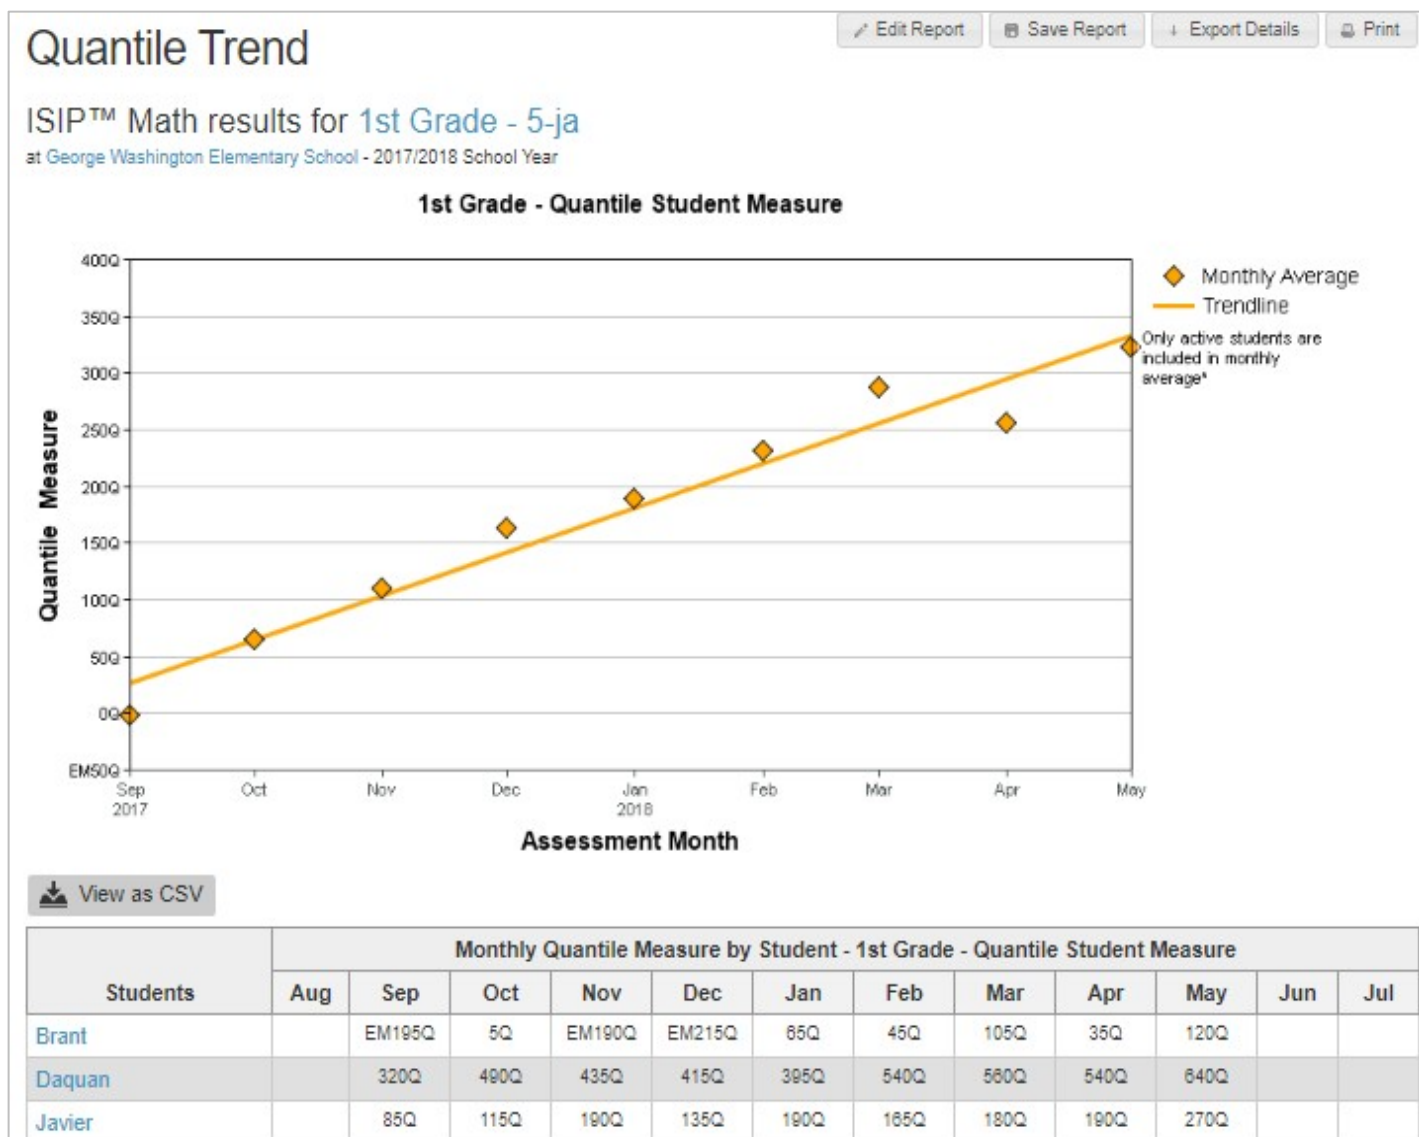 Quantile Trend
Edit Report
Save Report
Export Details
Print
ISIP™ Math results for 1st Grade - 5-ja
at George Washington Elementary School - 2017/2018 School Year
1st Grade - Quantile Student Measure
400Q
350Q
300Q
250Q
200Q
150Q
100Q
50Q
0Q
EM50Q
Quantile Measure
Monthly Average
Trendline
Only active students are
included in monthly
average*
Sep Oct Nov Dec Jan Feb Mar Apr May
2017 2018
Assessment Month
View as CSV
Monthly Quantile Measure by Student - 1st Grade - Quantile Student Measure
Students Aug Sep Oct Nov Dec Jan Feb Mar Apr May Jun Jul
Brant EM195Q 5Q EM190Q EM215Q 65Q 45Q 105Q 35Q 120Q
Daquan 320Q 490Q 435Q 415Q 395Q 540Q 560Q 540Q 640Q
Javier 85Q 115Q 190Q 135Q 190Q 165Q 180Q 190Q 270Q